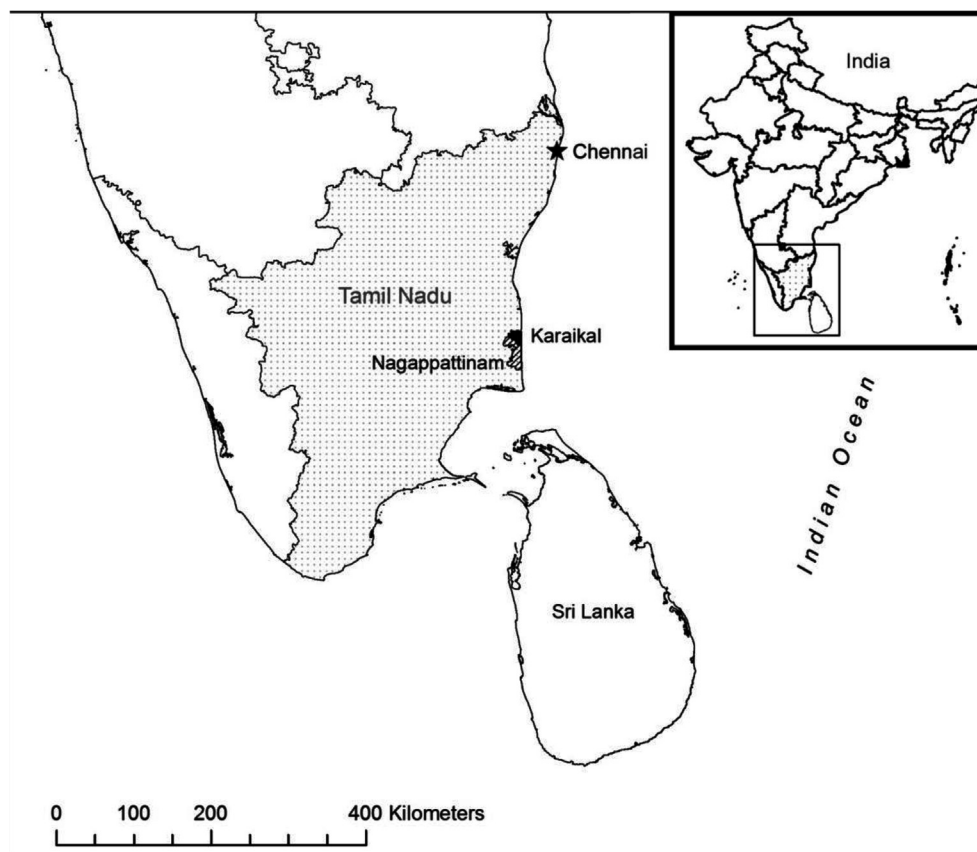 India
Chennai
Tamil Nadu
Karaikal
Nagappattinam
Indian Ocean
Sri Lanka
0 100 200 400 Kilometers